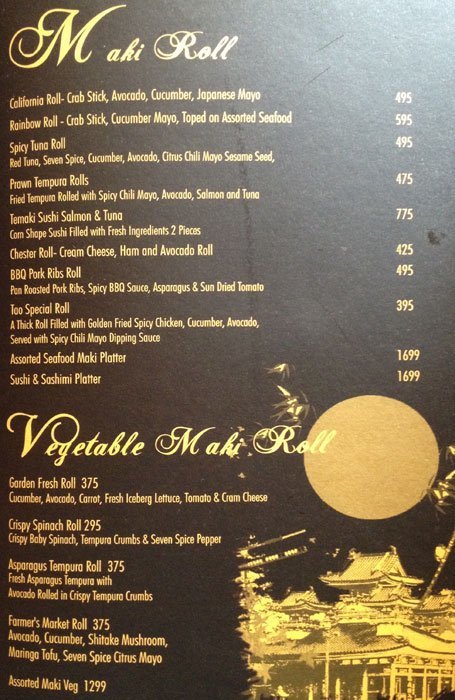 Maki Roll
California Roll- Crab Stick, Avocado, Cucumber, Japanese Mayo 495
Rainbow Roll - Crab Stick, Cucumber Mayo, Toped on Assorted Seafood 595
Spicy Tuna Roll 495
Red Tuna, Seven Spice, Cucumber, Avocado, Citrus Chili Mayo Sesame Seed,
Prawn Tempura Rolls 475
Fried Tempura Rolled with Spicy Chili Mayo, Avocado, Salmon and Tuna
Temaki Sushi Salmon & Tuna 775
Corn Shape Sushi Filled with Fresh Ingredients 2 Pieces
Chester Roll- Cream Cheese, Ham and Avocado Roll 425
BBQ Pork Ribs Roll 495
Pan Roasted Pork Ribs, Spicy BBQ Sauce, Asparagus & Sun Dried Tomato
Tao Special Roll 395
A Thick Roll Filled with Golden Fried Spicy Chicken, Cucumber, Avocado,
Served with Spicy Chili Mayo Dipping Sauce
Assorted Seafood Maki Platter 1699
Sushi & Sashimi Platter 1699
Vegetable Maki Roll
Garden Fresh Roll 375
Cucumber, Avocado, Carrot, Fresh Iceberg Lettuce, Tomato & Cram Cheese
Crispy Spinach Roll 295
Crispy Baby Spinach, Tempura Crumbs & Seven Spice Pepper
Asparagus Tempura Roll 375
Fresh Asparagus Tempura with
Avocado Rolled in Crispy Tempura Crumbs
Farmer's Market Roll 375
Avocado, Cucumber, Shitake Mushroom,
Maringa Tofu, Seven Spice Citrus Mayo
Assorted Maki Veg 1299